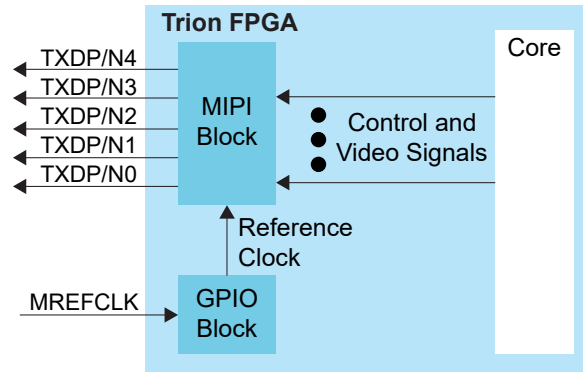 Trion FPGA
Core
TXDP/N4
TXDP/N3
TXDP/N2
TXDP/N1
TXDP/N0
MIPI
Block
Control and
Video Signals
Reference
Clock
MREFCLK
GPIO
Block